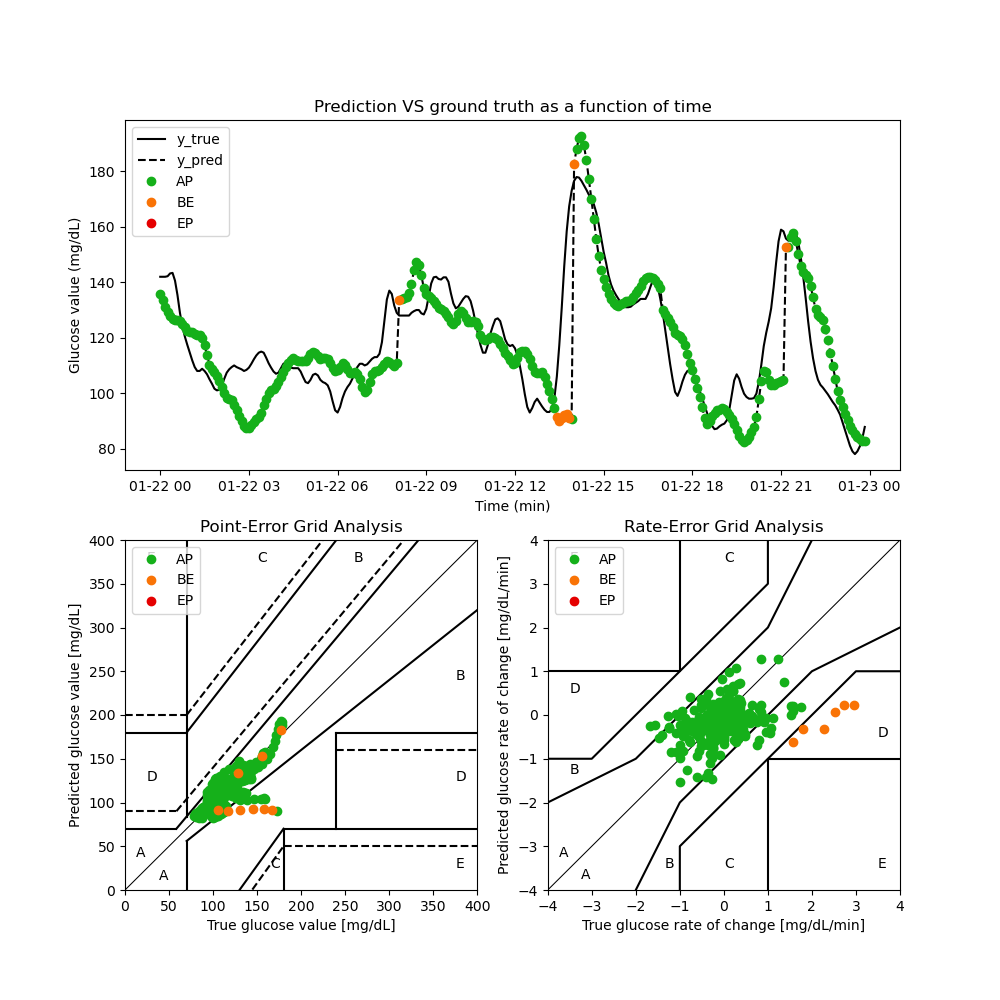 Prediction VS ground truth as a function of time
Glucose value (mg/dL)
180
160
140
120
100
80
y_true
y_pred
AP
BE
EP
01-22 00 01-22 03 01-22 06 01-22 09 01-22 12 01-22 15 01-22 18 01-22 21 01-23 00
Time (min)
Point-Error Grid Analysis
Predicted glucose value [mg/dL]
400
350
300
250
200
150
100
50
0
AP
BE
EP
C
B
B
D
D
A
A
C
E
0 50 100 150 200 250 300 350 400
True glucose value [mg/dL]
Rate-Error Grid Analysis
Predicted glucose rate of change [mg/dL/min]
4
3
2
1
0
−1
−2
−3
−4
AP
BE
EP
C
D
D
B
A
A
B
C
E
−4 −3 −2 −1 0 1 2 3 4
True glucose rate of change [mg/dL/min]